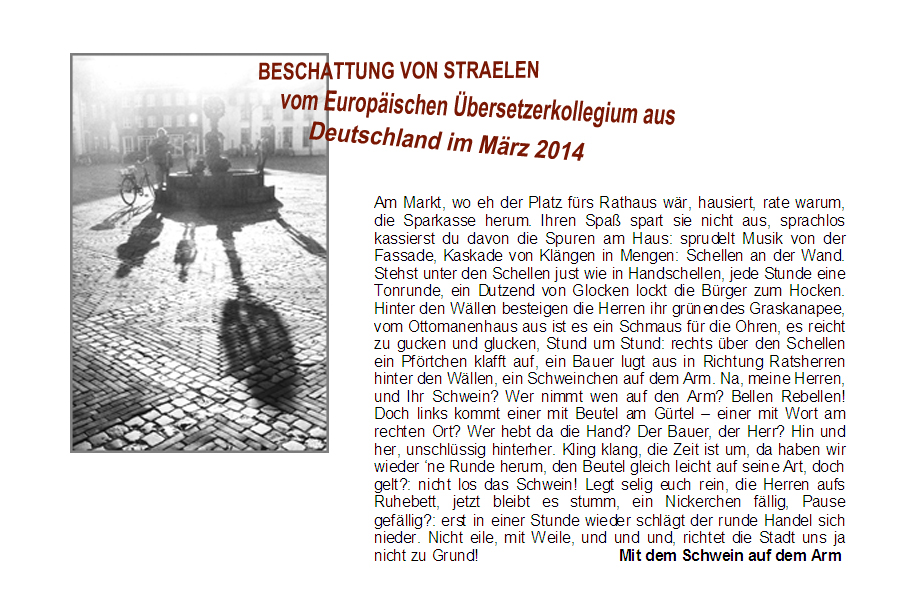 BESCHATTUNG VON STRAELEN
vom Europäischen Übersetzerkollegium aus
Deutschland im März 2014
Am Markt, wo eh der Platz fürs Rathaus wär, hausiert, rate warum,
die Sparkasse herum. Ihren Spaß spart sie nicht aus, sprachlos
kassierst du davon die Spuren am Haus: sprudelt Musik von der
Fassade, Kaskade von Klängen in Mengen: Schellen an der Wand.
Stehst unter den Schellen just wie in Handschellen, jede Stunde eine
Tonrunde, ein Dutzend von Glocken lockt die Bürger zum Hocken.
Hinter den Wällen besteigen die Herren ihr grünendes Graskanapee,
vom Ottomanenhaus aus ist es ein Schmaus für die Ohren, es reicht
zu gucken und glucken, Stund um Stund: rechts über den Schellen
ein Pförtchen klafft auf, ein Bauer lugt aus in Richtung Ratsherren
hinter den Wällen, ein Schweinchen auf dem Arm. Na, meine Herren,
und Ihr Schwein? Wer nimmt wen auf den Arm? Bellen Rebellen!
Doch links kommt einer mit Beutel am Gürtel – einer mit Wort am
rechten Ort? Wer hebt da die Hand? Der Bauer, der Herr? Hin und
her, unschlüssig hinterher. Kling klang, die Zeit ist um, da haben wir
wieder ‘ne Runde herum, den Beutel gleich leicht auf seine Art, doch
gelt?: nicht los das Schwein! Legt selig euch rein, die Herren aufs
Ruhebett, jetzt bleibt es stumm, ein Nickerchen fällig, Pause
gefällig?: erst in einer Stunde wieder schlägt der runde Handel sich
nieder. Nicht eile, mit Weile, und und und, richtet die Stadt uns ja
nicht zu Grund! Mit dem Schwein auf dem Arm